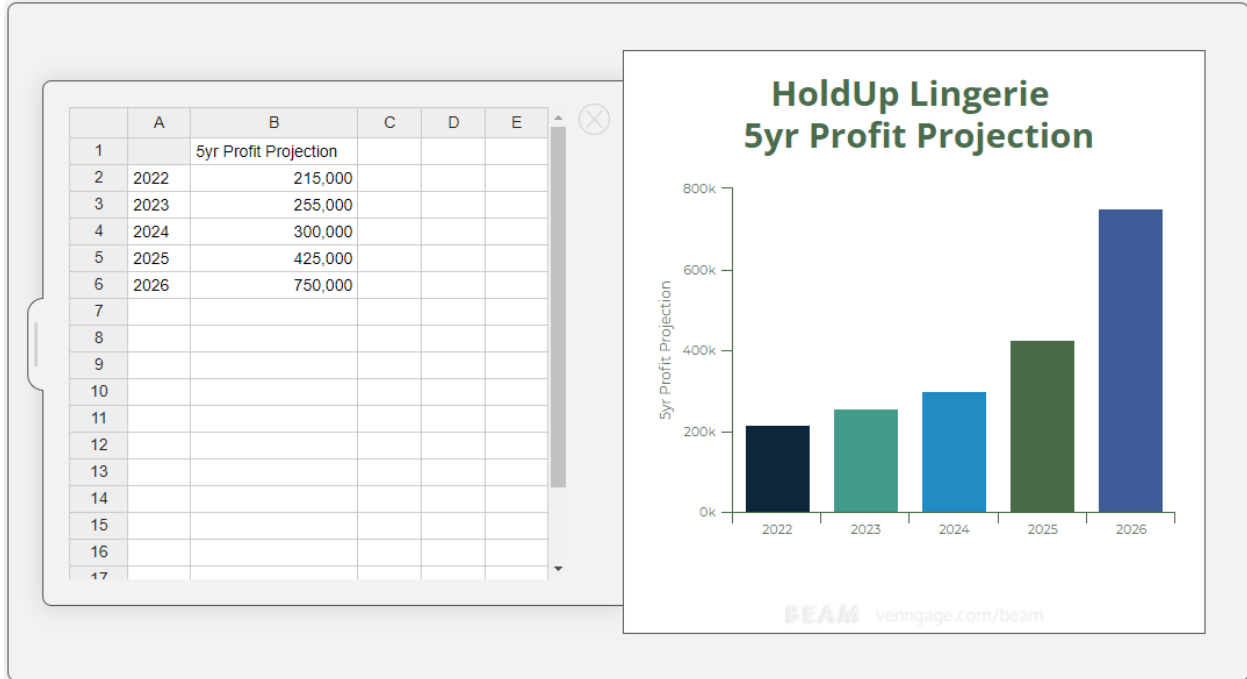 A B C D E
1 5yr Profit Projection
2 2022 215,000
3 2023 255,000
4 2024 300,000
5 2025 425,000
6 2026 750,000
7
8
9
10
11
12
13
14
15
16
17
HoldUp Lingerie
5yr Profit Projection
5yr Profit Projection
800k
600k
400k
200k
0k
2022 2023 2024 2025 2026
BEAM venngage.com/beam